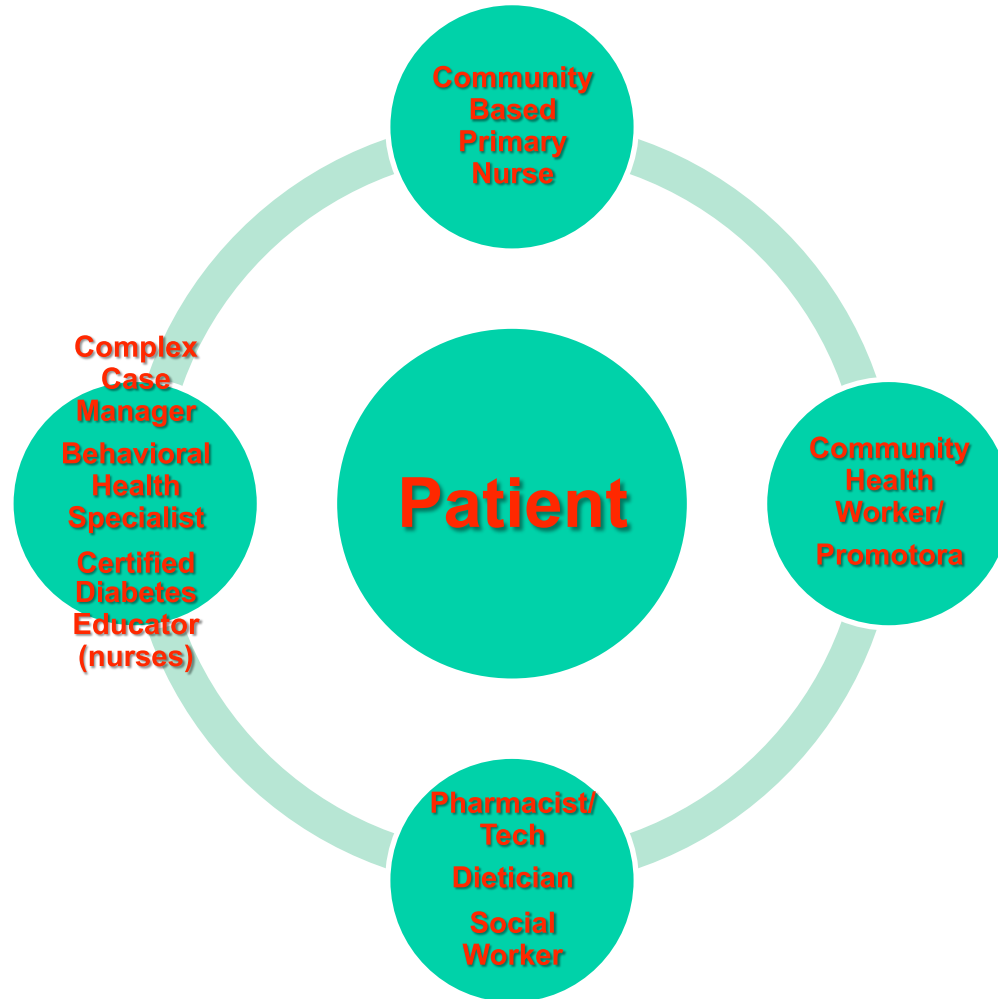 Community
Based
Primary
Nurse
Complex
Case
Manager
Behavioral
Health
Specialist
Certified
Diabetes
Educator
(nurses)
Patient
Community
Health
Worker/
Promotora
Pharmacist/
Tech
Dietician
Social
Worker